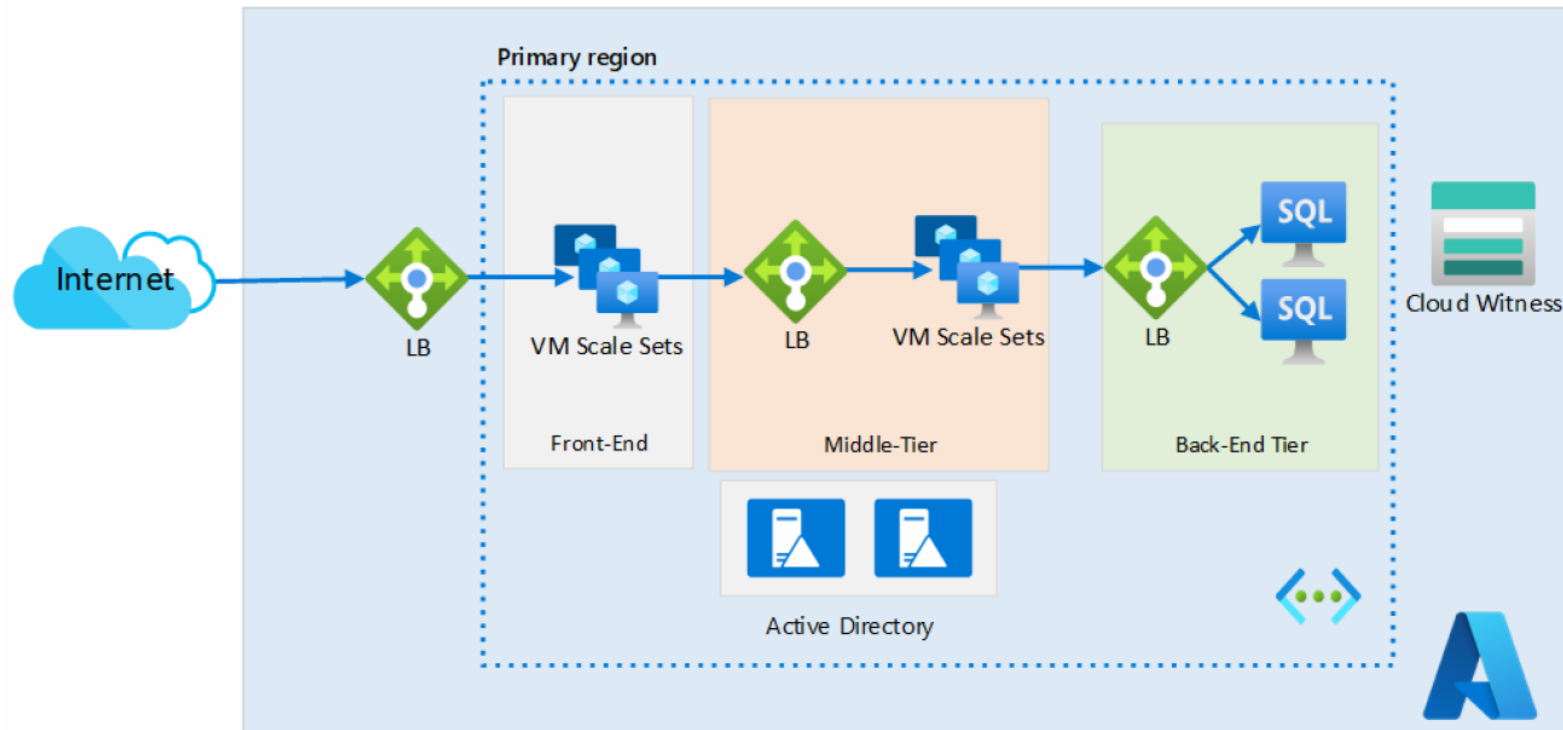 Primary region
Internet
LB
VM Scale Sets
LB
VM Scale Sets
LB
SQL
SQL
Cloud Witness
Front-End
Middle-Tier
Back-End Tier
Active Directory